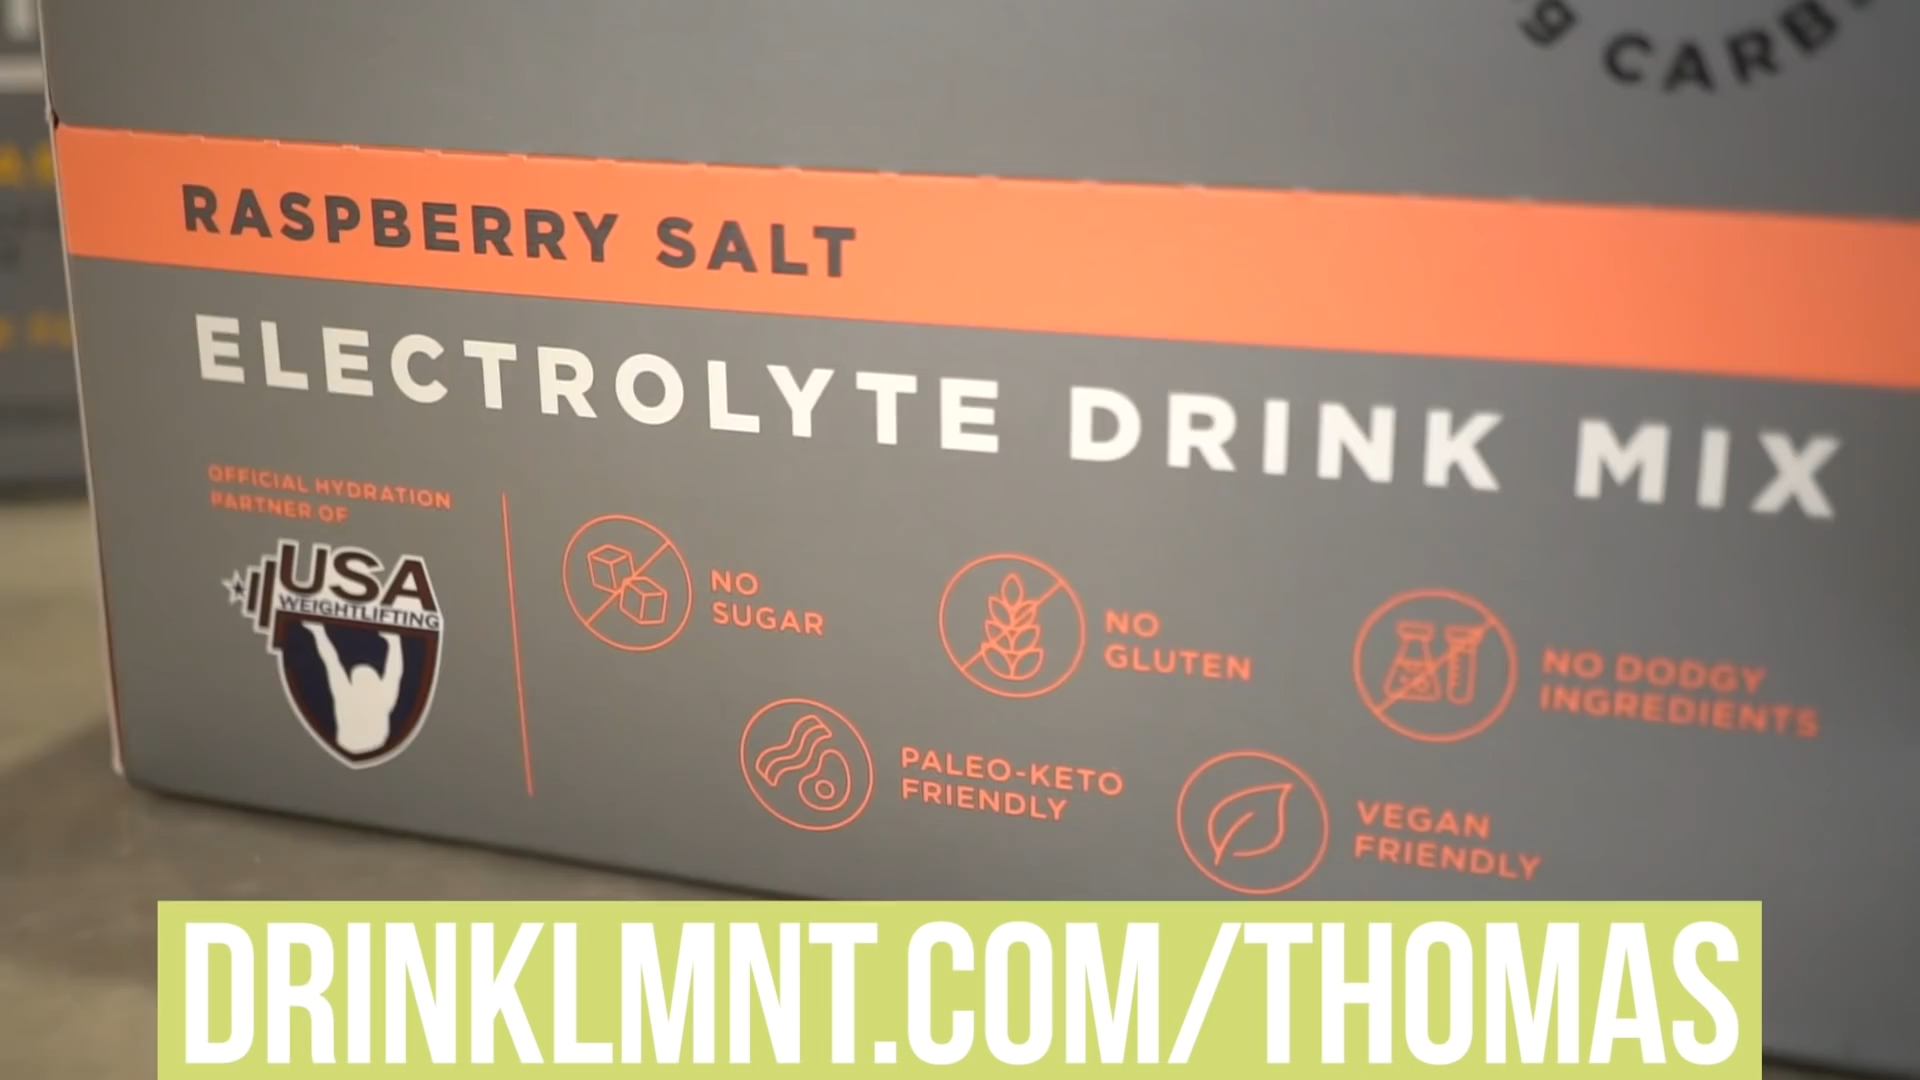 g CARB
RASPBERRY SALT
ELECTROLYTE DRINK MIX
OFFICIAL HYDRATION
PARTNER OF
USA
WEIGHTLIFTING
NO
SUGAR
NO
GLUTEN
NO DODGY
INGREDIENTS
PALEO-KETO
FRIENDLY
VEGAN
FRIENDLY
DRINKLMNT.COM/THOMAS